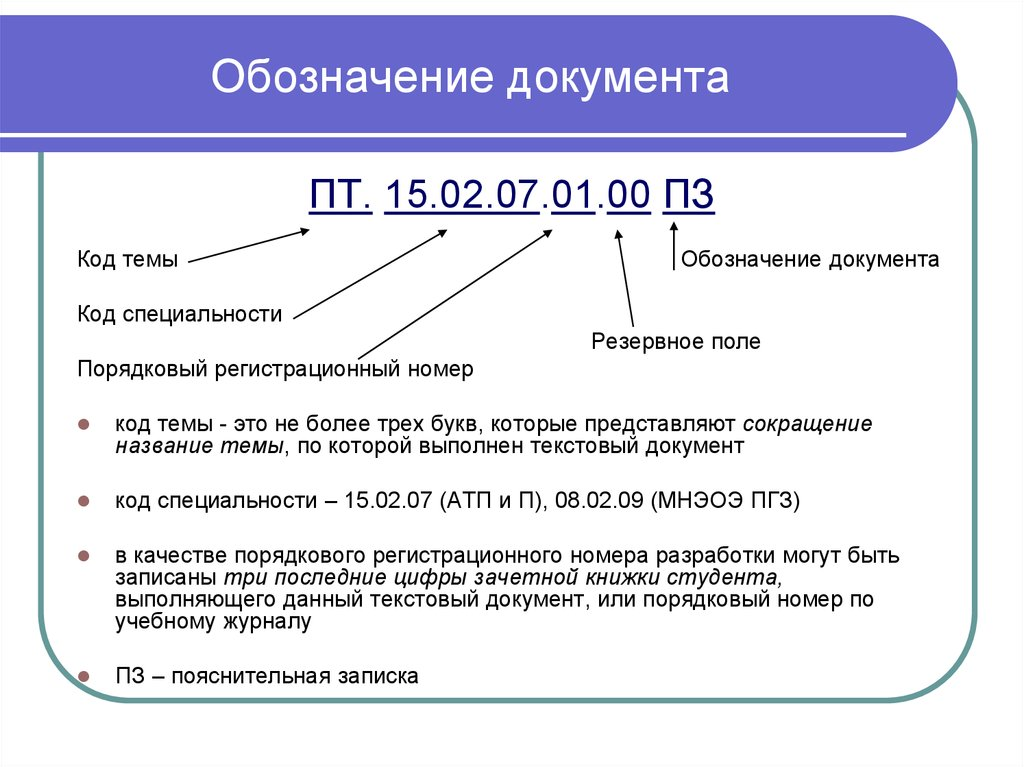 Обозначение документа
ПТ. 15.02.07.01.00 ПЗ
Код темы
Обозначение документа
Код специальности
Резервное поле
Порядковый регистрационный номер
код темы - это не более трех букв, которые представляют сокращение
название темы, по которой выполнен текстовый документ
код специальности – 15.02.07 (АТП и П), 08.02.09 (МНЭОЭ ПГЗ)
в качестве порядкового регистрационного номера разработки могут быть
записаны три последние цифры зачетной книжки студента,
выполняющего данный текстовый документ, или порядковый номер по
учебному журналу
ПЗ – пояснительная записка